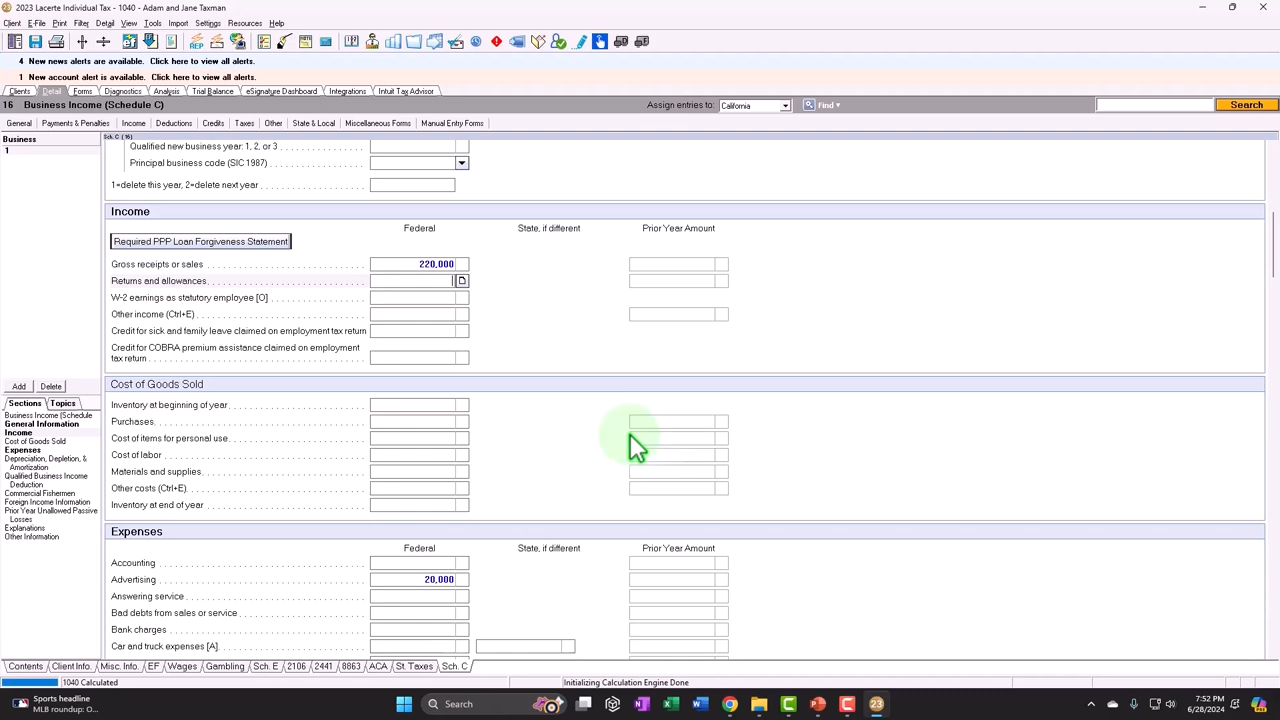 2023 Lacerte Individual Tax - 1040 - Adam and Jane Taxman
Client E-File Print Filter Detail View Tools Import Settings Resources Help
4 New news alerts are available. Click here to view all alerts.
1 New account alert is available. Click here to view all alerts.
Clients Detail Forms Diagnostics Analysis Trial Balance eSignature Dashboard Integrations Intuit Tax Advisor
16 Business Income (Schedule C) Assign entries to: California Find Search
General Payments & Penalties Income Deductions Credits Taxes Other State & Local Miscellaneous Forms Manual Entry Forms
Business
1
Add Delete
Sections Topics
Business Income (Schedule
General Information
Income
Cost of Goods Sold
Expenses
Depreciation, Depletion, &
Amortization
Qualified Business Income
Deduction
Commercial Fishermen
Foreign Income Information
Prior Year Unallowed Passive
Losses
Explanations
Other Information
Sch. C (16)
Qualified new business year: 1, 2, or 3
Principal business code (SIC 1987)
1=delete this year, 2=delete next year
Income
Federal State, if different Prior Year Amount
Required PPP Loan Forgiveness Statement
Gross receipts or sales 220,000
Returns and allowances
W-2 earnings as statutory employee [O]
Other income (Ctrl+E)
Credit for sick and family leave claimed on employment tax return
Credit for COBRA premium assistance claimed on employment
tax return
Cost of Goods Sold
Inventory at beginning of year
Purchases
Cost of items for personal use
Cost of labor
Materials and supplies
Other costs (Ctrl+E)
Inventory at end of year
Expenses
Federal State, if different Prior Year Amount
Accounting
Advertising 20,000
Answering service
Bad debts from sales or service
Bank charges
Car and truck expenses [A]
Contents Client Info. Misc. Info. EF Wages Gambling Sch. E 2106 2441 8863 ACA St. Taxes Sch. C
1040 Calculated Initializing Calculation Engine Done
Sports headline
MLB roundup: O...
Search
7:52 PM
6/28/2024